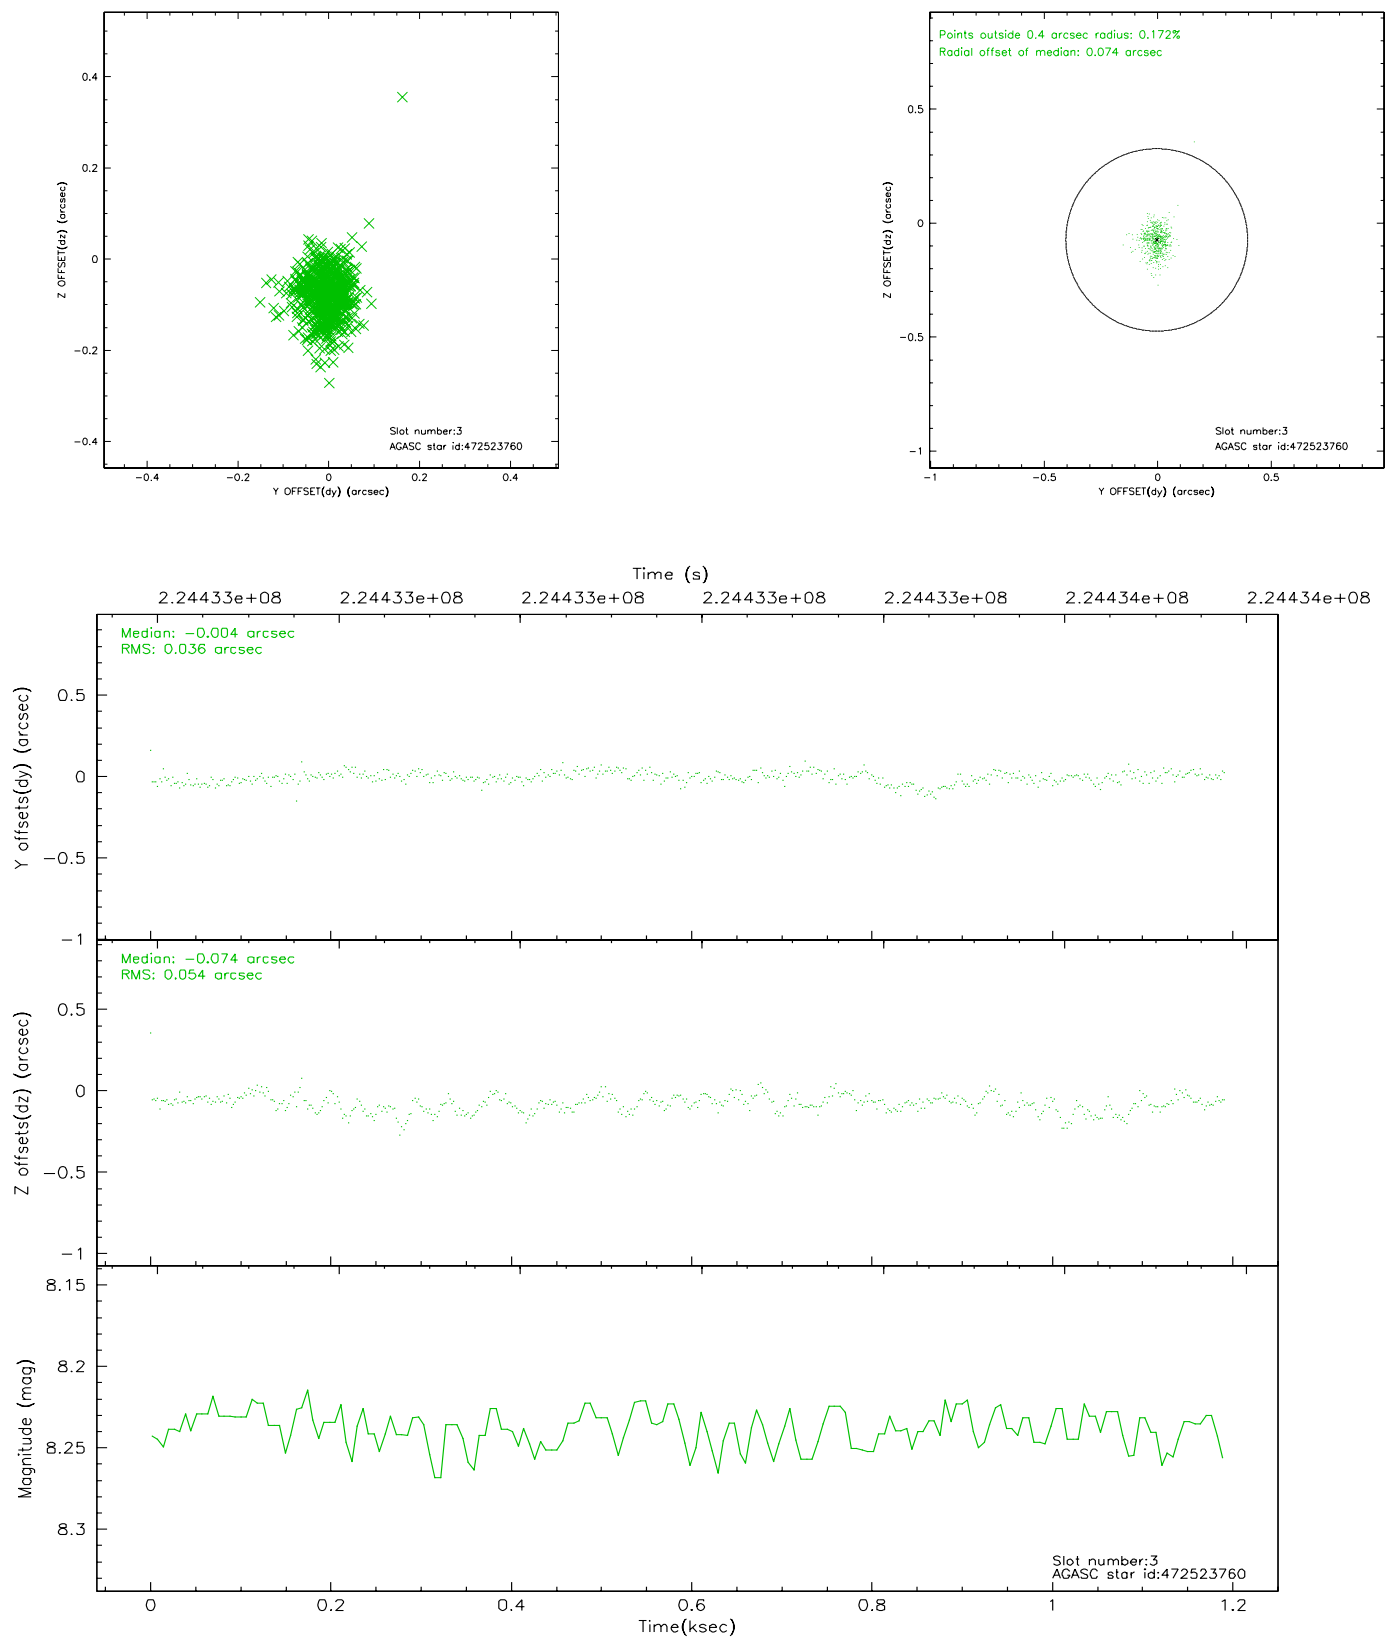 0.4
0.2
0
−0.2
−0.4
Z OFFSET(dz) (arcsec)
Slot number:3
AGASC star id:472523760
−0.4 −0.2 0 0.2 0.4
Y OFFSET(dy) (arcsec)
Points outside 0.4 arcsec radius: 0.172%
Radial offset of median: 0.074 arcsec
0.5
0
−0.5
−1
Z OFFSET(dz) (arcsec)
Slot number:3
AGASC star id:472523760
−1 −0.5 0 0.5
Y OFFSET(dy) (arcsec)
Time (s)
2.24433e+08 2.24433e+08 2.24433e+08 2.24433e+08 2.24433e+08 2.24434e+08 2.24434e+08
Median: −0.004 arcsec
RMS: 0.036 arcsec
0.5
0
−0.5
−1
Y offsets(dy) (arcsec)
Median: −0.074 arcsec
RMS: 0.054 arcsec
0.5
0
−0.5
−1
Z offsets(dz) (arcsec)
8.15
8.2
8.25
8.3
Magnitude (mag)
Slot number:3
AGASC star id:472523760
0 0.2 0.4 0.6 0.8 1 1.2
Time(ksec)